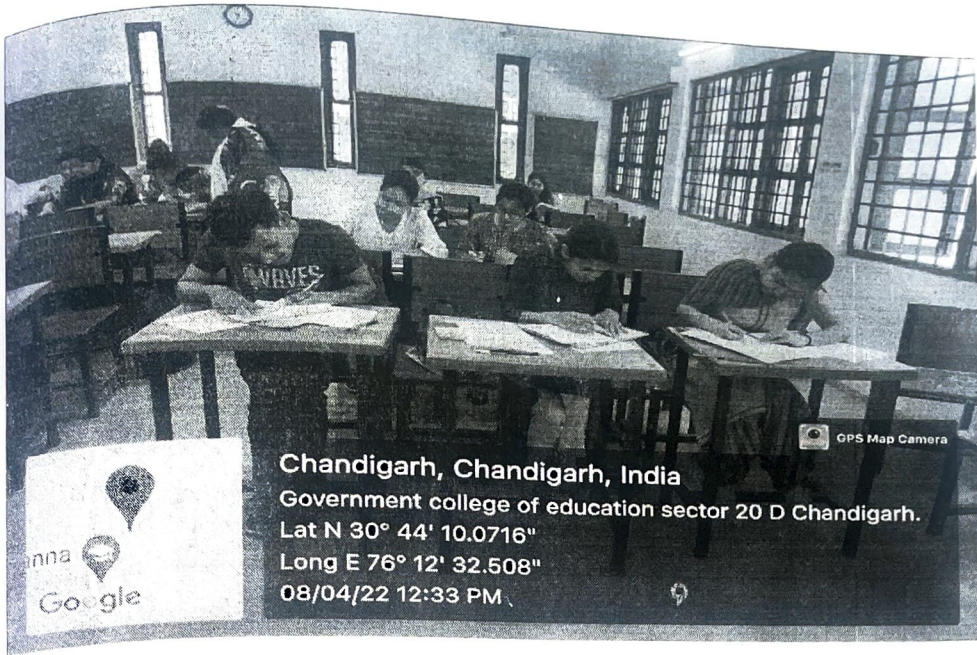 WAVES
GPS Map Camera
Chandigarh, Chandigarh, India
Government college of education sector 20 D Chandigarh.
Lat N 30° 44' 10.0716"
Long E 76° 12' 32.508"
08/04/22 12:33 PM
nna
Google